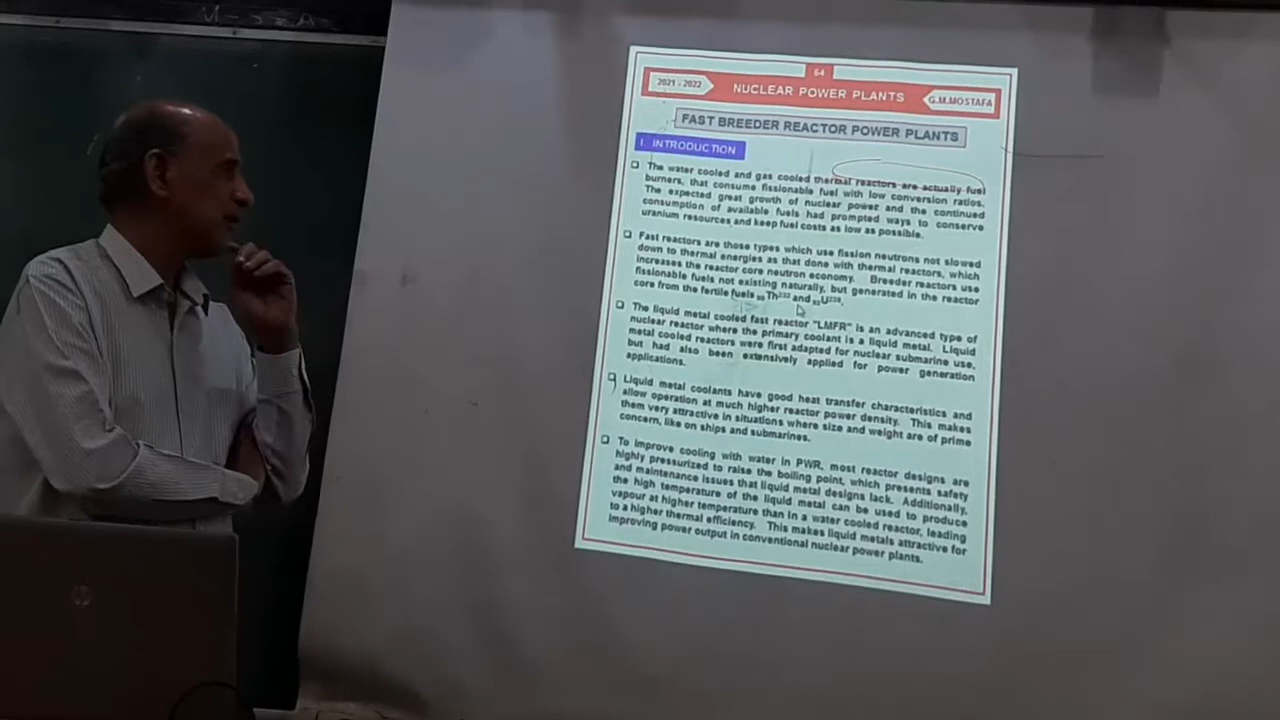 64
2021 - 2022
NUCLEAR POWER PLANTS
G.M.MOSTAFA
FAST BREEDER REACTOR POWER PLANTS
I. INTRODUCTION
The water cooled and gas cooled thermal reactors are actually fuel
burners, that consume fissionable fuel with low conversion ratios.
The expected great growth of nuclear power and the continued
consumption of available fuels had prompted ways to conserve
uranium resources and keep fuel costs as low as possible.
Fast reactors are those types which use fission neutrons not slowed
down to thermal energies as that done with thermal reactors, which
increases the reactor core neutron economy. Breeder reactors use
fissionable fuels not existing naturally, but generated in the reactor
core from the fertile fuels Th and U
The liquid metal cooled fast reactor "LMFR" is an advanced type of
nuclear reactor where the primary coolant is a liquid metal. Liquid
metal cooled reactors were first adapted for nuclear submarine use,
but had also been extensively applied for power generation
applications.
Liquid metal coolants have good heat transfer characteristics and
allow operation at much higher reactor power density. This makes
them very attractive in situations where size and weight are of prime
concern, like on ships and submarines.
To improve cooling with water in PWR, most reactor designs are
highly pressurized to raise the boiling point, which presents safety
and maintenance issues that liquid metal designs lack. Additionally,
the high temperature of the liquid metal can be used to produce
vapour at higher temperature than in a water cooled reactor, leading
to a higher thermal efficiency. This makes liquid metals attractive for
improving power output in conventional nuclear power plants.
hp